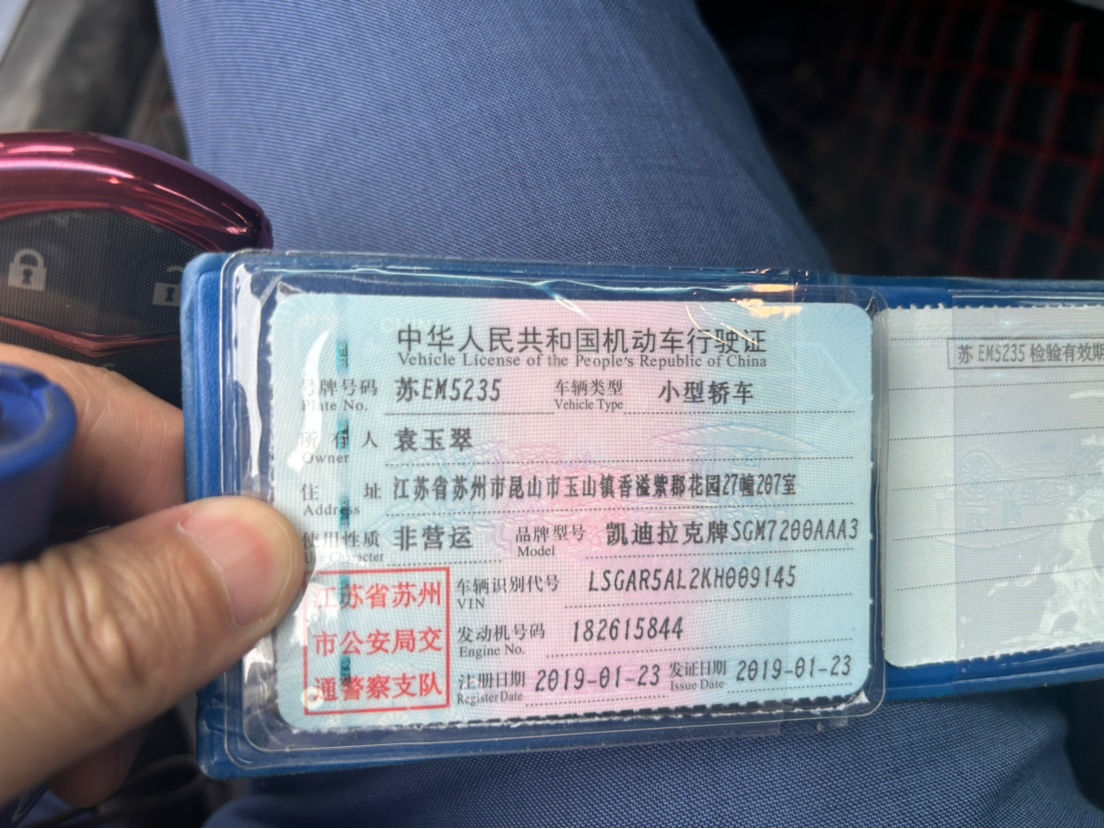 中华人民共和国机动车行驶证
Vehicle License of the People's Republic of China
号牌号码 苏EM5235 车辆类型 小型轿车
Plate No. Vehicle Type
所有人 袁玉翠
Owner
住址 江苏省苏州市昆山市玉山镇香溢紫郡花园27幢207室
Address
使用性质 非营运 品牌型号 凯迪拉克牌SGM7200AAA3
Use Character Model
江苏省苏州
市公安局交
通警察支队
车辆识别代号 LSGAR5AL2KH009145
VIN
发动机号码 182615844
Engine No.
注册日期 2019-01-23 发证日期 2019-01-23
Register Date Issue Date
苏EM5235检验有效期